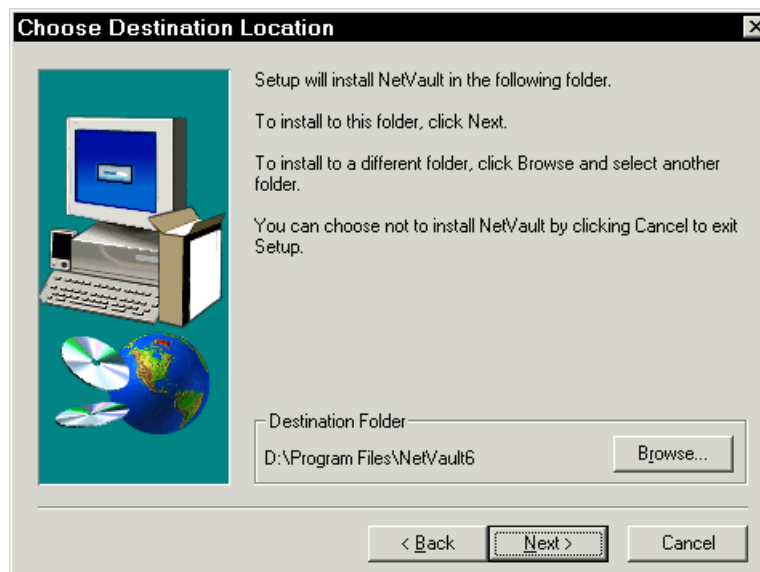 Choose Destination Location
Setup will install NetVault in the following folder.
To install to this folder, click Next.
To install to a different folder, click Browse and select another
folder.
You can choose not to install NetVault by clicking Cancel to exit
Setup.
Destination Folder
D:\Program Files\NetVault6
Browse...
< Back
Next >
Cancel